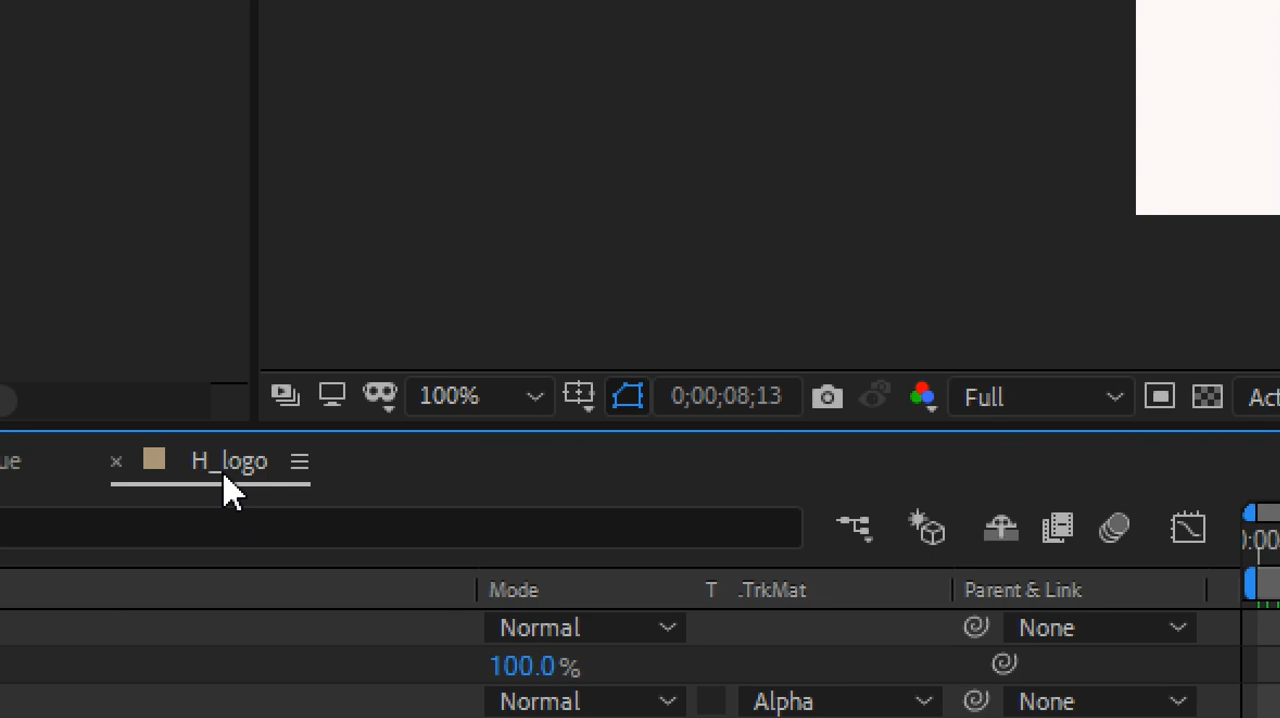 100% 0;00;08;13 Full Act
ue × H_logo
0:00
Mode T .TrkMat Parent & Link
Normal None
100.0%
Normal Alpha None